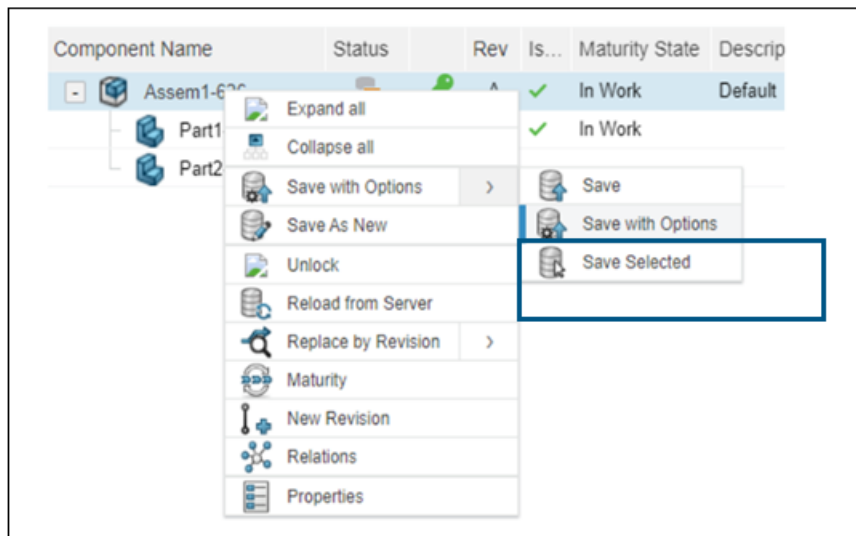 Component Name Status Rev Is... Maturity State Descrip
Assem1-626 A In Work Default
Expand all
Part1 In Work
Collapse all
Part2
Save with Options > Save
Save As New Save with Options
Unlock Save Selected
Reload from Server
Replace by Revision >
Maturity
New Revision
Relations
Properties